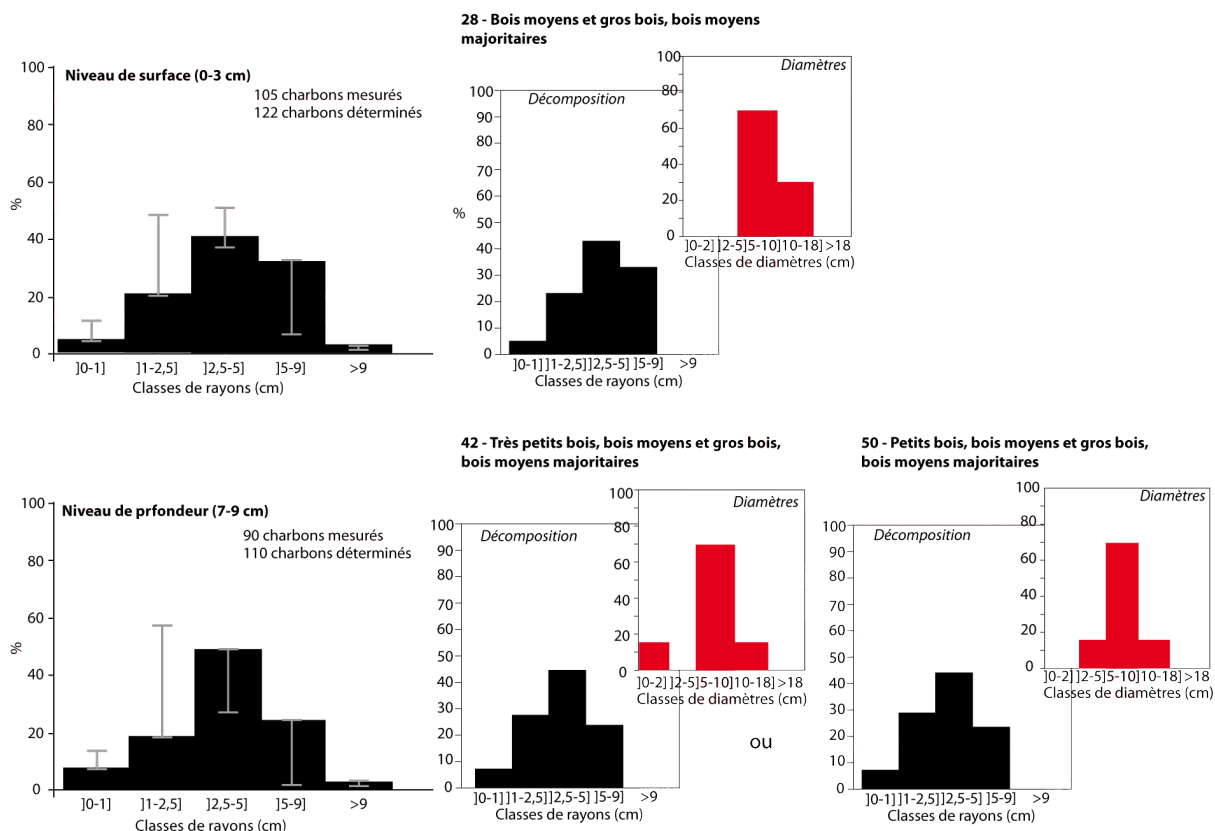 28 - Bois moyens et gros bois, bois moyens
majoritaires
Niveau de surface (0-3 cm)
105 charbons mesurés
122 charbons déterminés
100
80
60
40
20
0
%
]0-1] ]1-2,5] ]2,5-5] ]5-9] >9
Classes de rayons (cm)
Décomposition
100
90
80
70
60
50
40
30
20
10
0
%
]0-1] ]1-2,5] ]2,5-5] ]5-9] >9
Classes de rayons (cm)
Diamètres
100
80
60
40
20
0
]0-2] ]2-5]]5-10]]10-18] >18
Classes de diamètres (cm)
42 - Très petits bois, bois moyens et gros bois,
bois moyens majoritaires
50 - Petits bois, bois moyens et gros bois,
bois moyens majoritaires
Niveau de prfondeur (7-9 cm)
90 charbons mesurés
110 charbons déterminés
100
80
60
40
20
0
%
]0-1] ]1-2,5] ]2,5-5] ]5-9] >9
Classes de rayons (cm)
Décomposition
100
90
80
70
60
50
40
30
20
10
0
]0-1] ]1-2,5] ]2,5-5] ]5-9] >9
Classes de rayons (cm)
Diamètres
100
80
60
40
20
0
]0-2] ]2-5]]5-10]]10-18] >18
Classes de diamètres (cm)
ou
Décomposition
100
90
80
70
60
50
40
30
20
10
0
]0-1] ]1-2,5] ]2,5-5] ]5-9] >9
Classes de rayons (cm)
Diamètres
100
80
60
40
20
0
]0-2] ]2-5]]5-10]]10-18] >18
Classes de diamètres (cm)